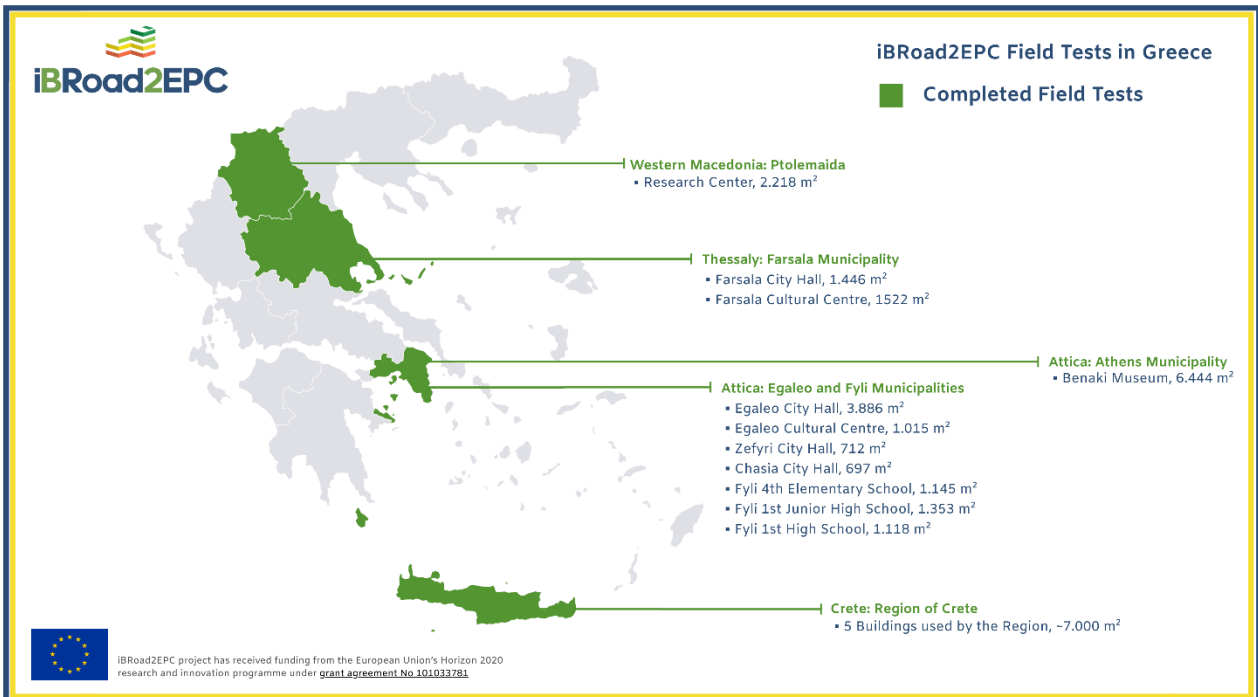 iBRoad2EPC
iBRoad2EPC Field Tests in Greece
Completed Field Tests
Western Macedonia: Ptolemaida
▪ Research Center, 2.218 m²
Thessaly: Farsala Municipality
▪ Farsala City Hall, 1.446 m²
▪ Farsala Cultural Centre, 1522 m²
Attica: Athens Municipality
▪ Benaki Museum, 6.444 m²
Attica: Egaleo and Fyli Municipalities
▪ Egaleo City Hall, 3.886 m²
▪ Egaleo Cultural Centre, 1.015 m²
▪ Zefyri City Hall, 712 m²
▪ Chasia City Hall, 697 m²
▪ Fyli 4th Elementary School, 1.145 m²
▪ Fyli 1st Junior High School, 1.353 m²
▪ Fyli 1st High School, 1.118 m²
Crete: Region of Crete
▪ 5 Buildings used by the Region, ~7.000 m²
iBRoad2EPC project has received funding from the European Union's Horizon 2020
research and innovation programme under grant agreement No 101033781